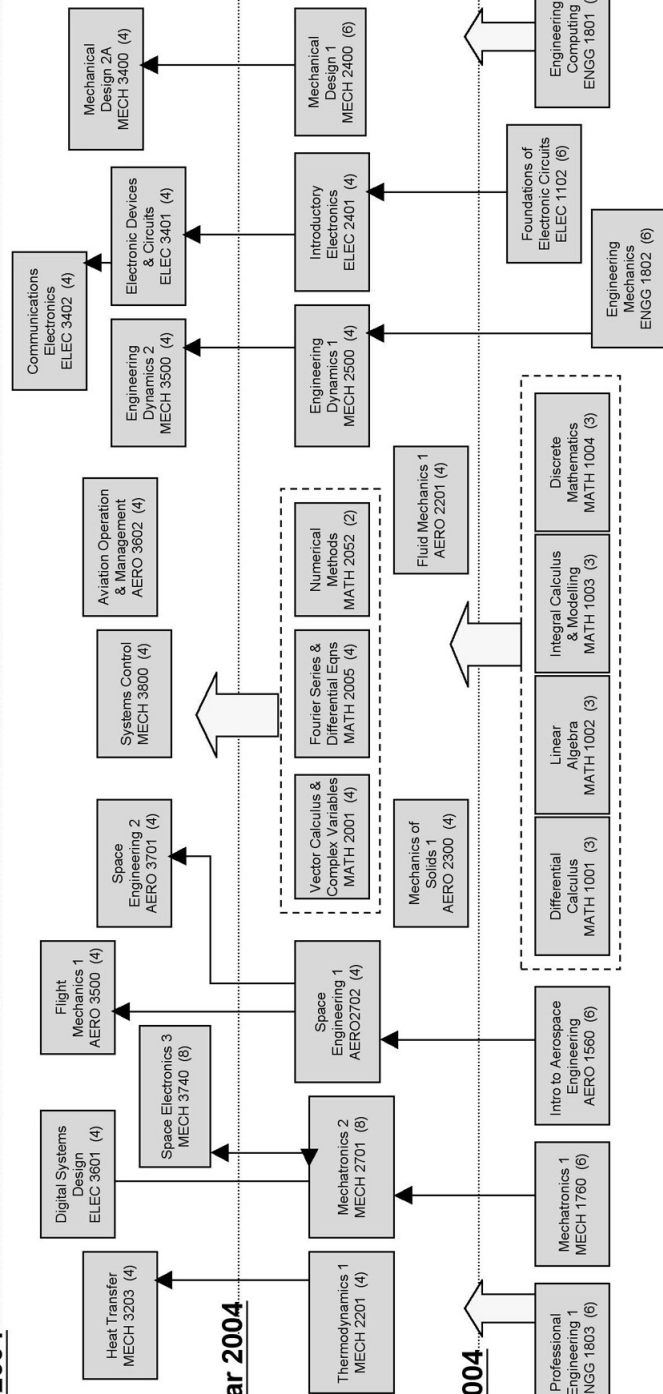 2004
Communications
Electronics
ELEC 3402 (4)
Heat Transfer
MECH 3203 (4)
Digital Systems
Design
ELEC 3601 (4)
Space Electronics 3
MECH 3740 (8)
Flight
Mechanics 1
AERO 3500 (4)
Space
Engineering 2
AERO 3701 (4)
Systems Control
MECH 3800 (4)
Aviation Operation
& Management
AERO 3602 (4)
Engineering
Dynamics 2
MECH 3500 (4)
Electronic Devices
& Circuits
ELEC 3401 (4)
Mechanical
Design 2A
MECH 3400 (4)
ar 2004
Thermodynamics 1
MECH 2201 (4)
Mechatronics 2
MECH 2701 (8)
Space
Engineering 1
AERO2702 (4)
Vector Calculus &
Complex Variables
MATH 2001 (4)
Fourier Series &
Differential Eqns
MATH 2005 (4)
Numerical
Methods
MATH 2052 (2)
Engineering
Dynamics 1
MECH 2500 (4)
Introductory
Electronics
ELEC 2401 (4)
Mechanical
Design 1
MECH 2400 (6)
Mechanics of
Solids 1
AERO 2300 (4)
Fluid Mechanics 1
AERO 2201 (4)
004
Professional
Engineering 1
ENGG 1803 (6)
Mechatronics 1
MECH 1760 (6)
Intro to Aerospace
Engineering
AERO 1560 (6)
Differential
Calculus
MATH 1001 (3)
Linear
Algebra
MATH 1002 (3)
Integral Calculus
& Modelling
MATH 1003 (3)
Discrete
Mathematics
MATH 1004 (3)
Engineering
Mechanics
ENGG 1802 (6)
Foundations of
Electronic Circuits
ELEC 1102 (6)
Engineering
Computing
ENGG 1801